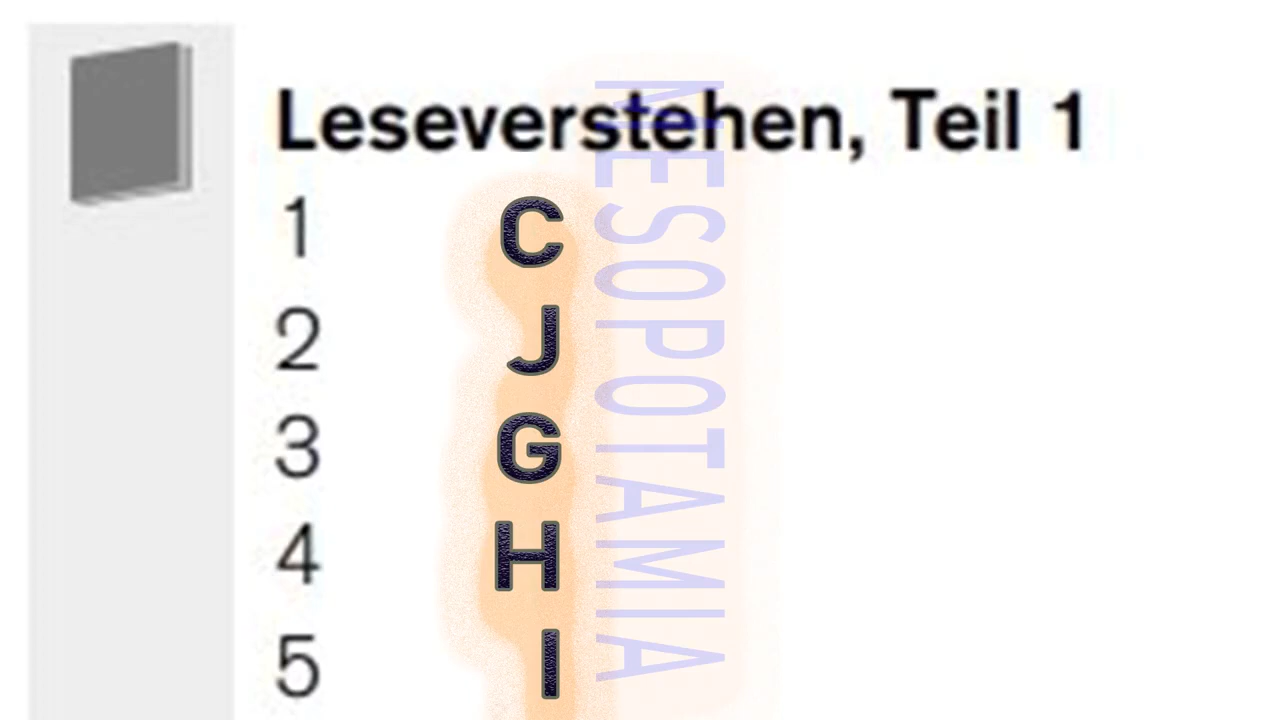 Leseverstehen, Teil 1
1 C
2 J
3 G
4 H
5 I
MESOPOTAMIA